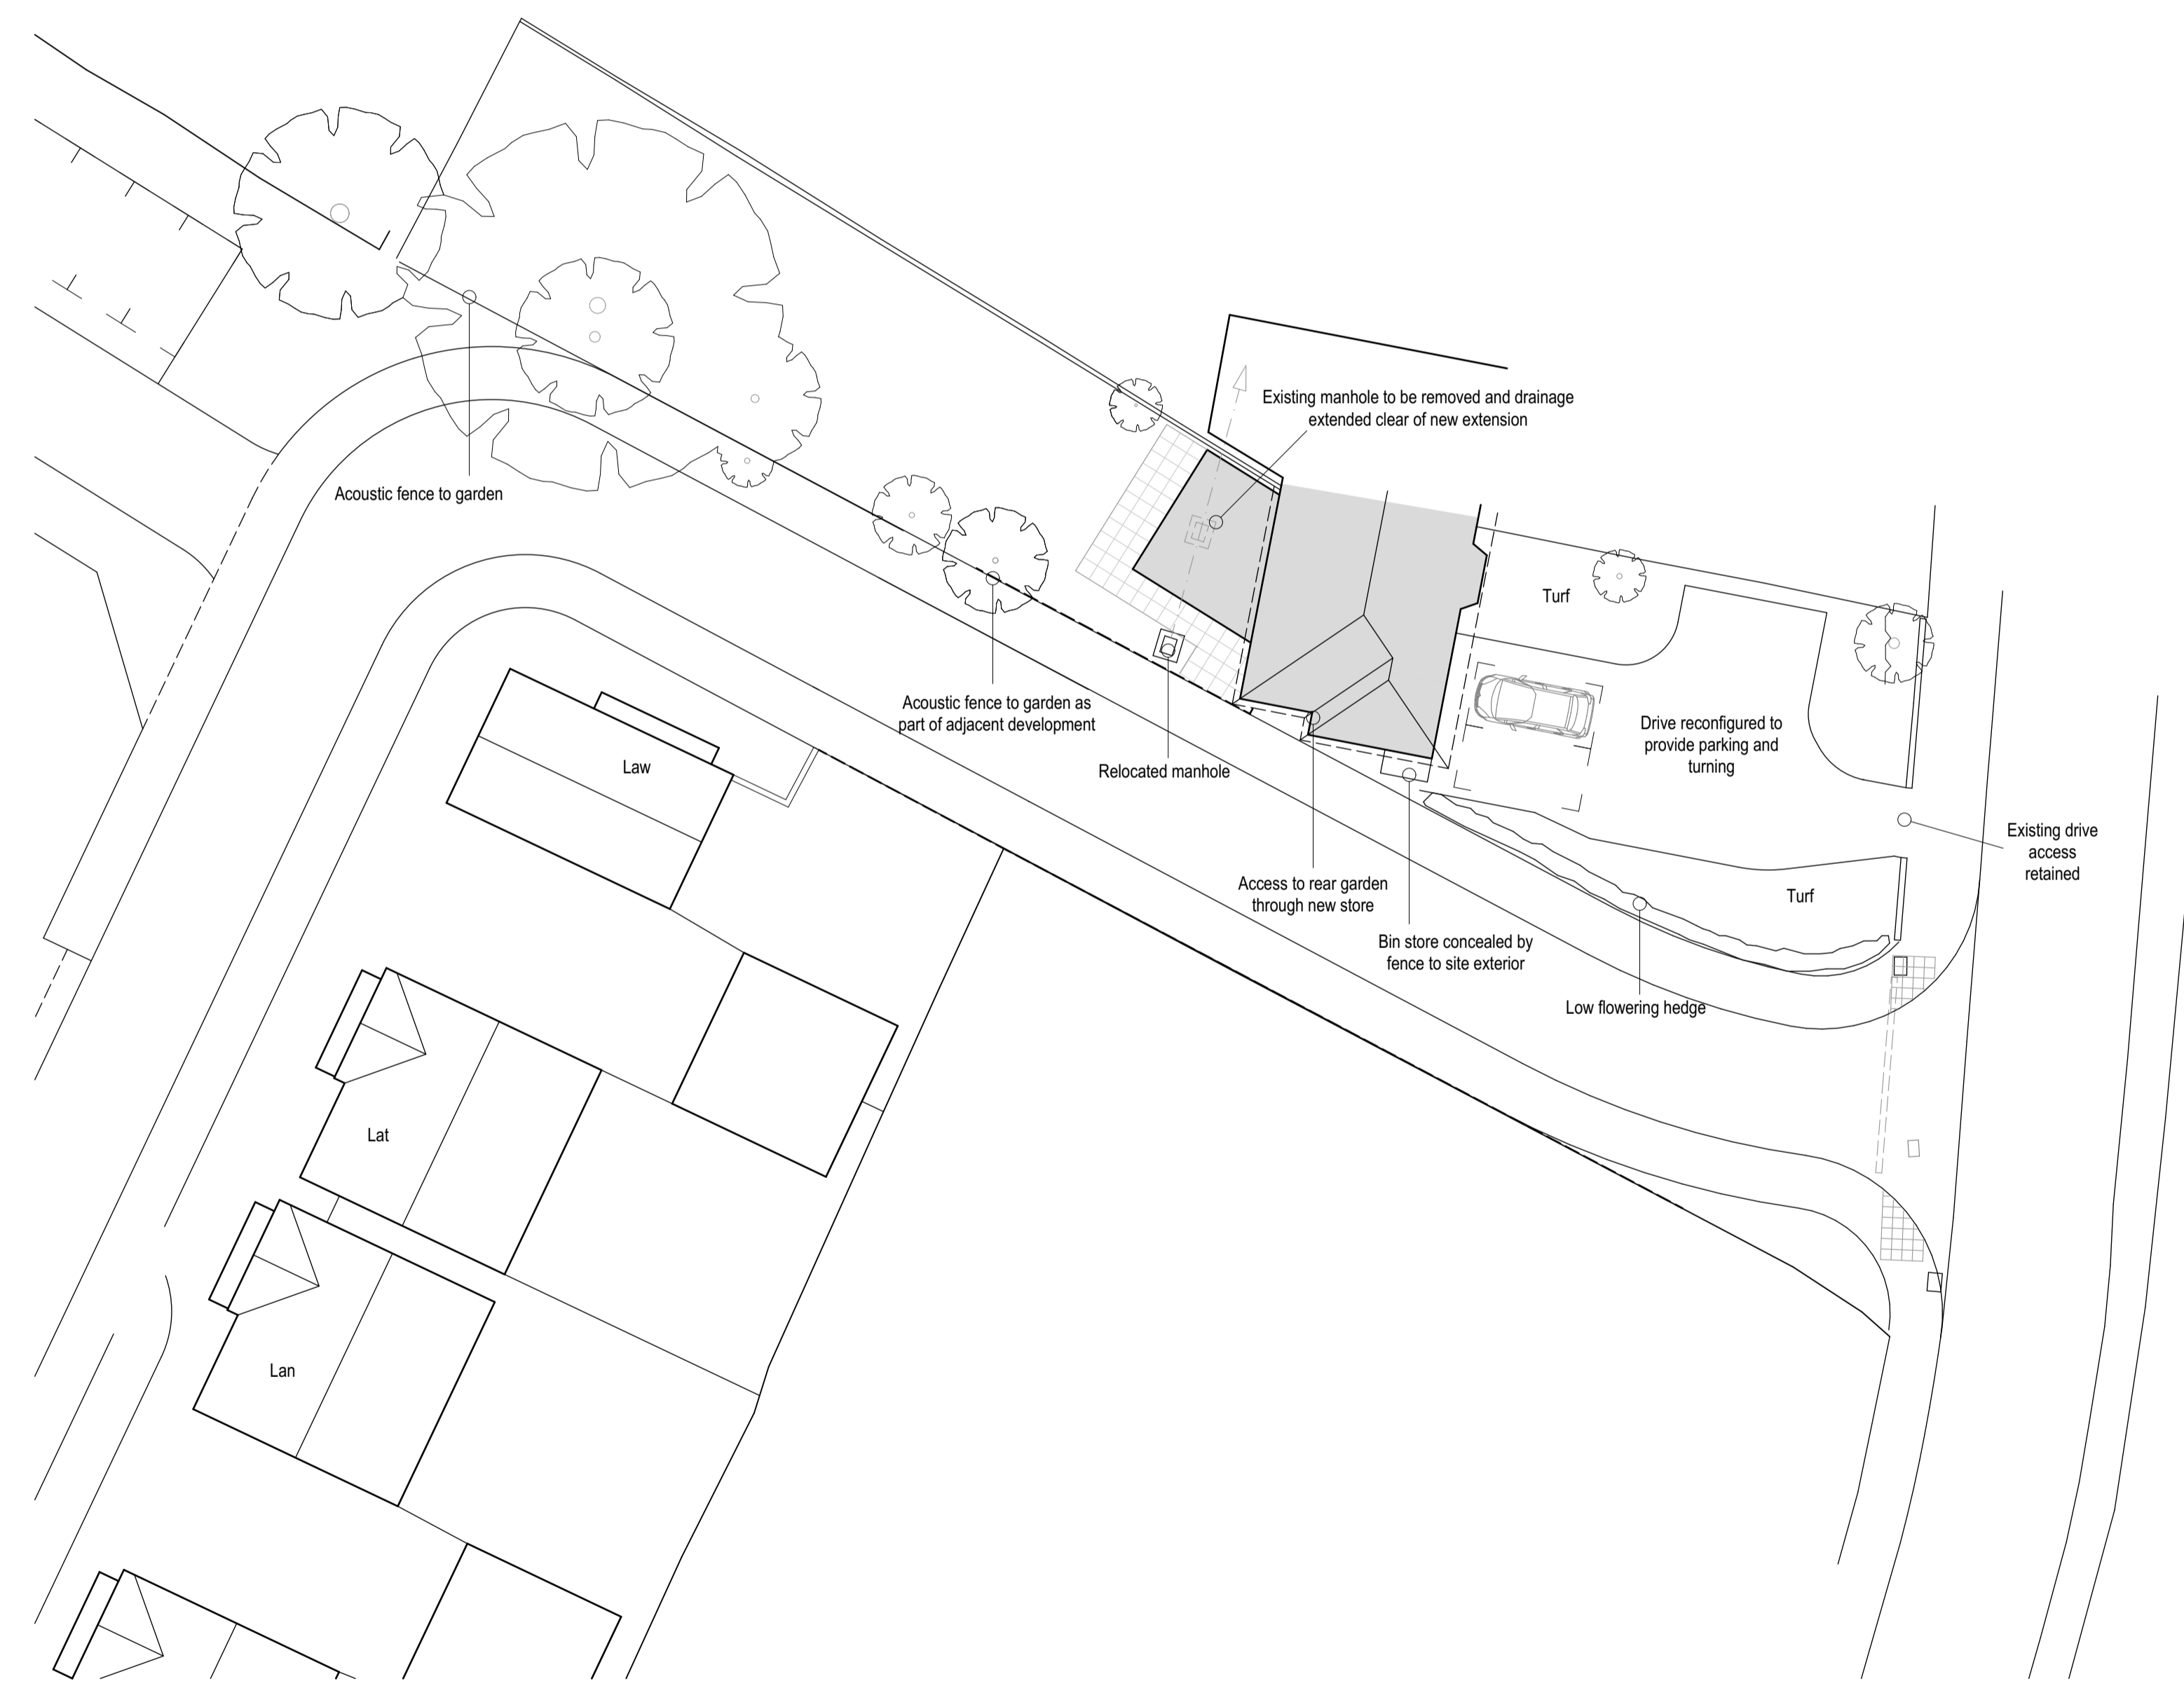 Existing manhole to be removed and drainage
extended clear of new extension
Acoustic fence to garden
Turf
Acoustic fence to garden as
part of adjacent development
Drive reconfigured to
provide parking and
turning
Law
Relocated manhole
Existing drive
access
retained
Access to rear garden
through new store
Turf
Bin store concealed by
fence to site exterior
Low flowering hedge
Lat
Lan